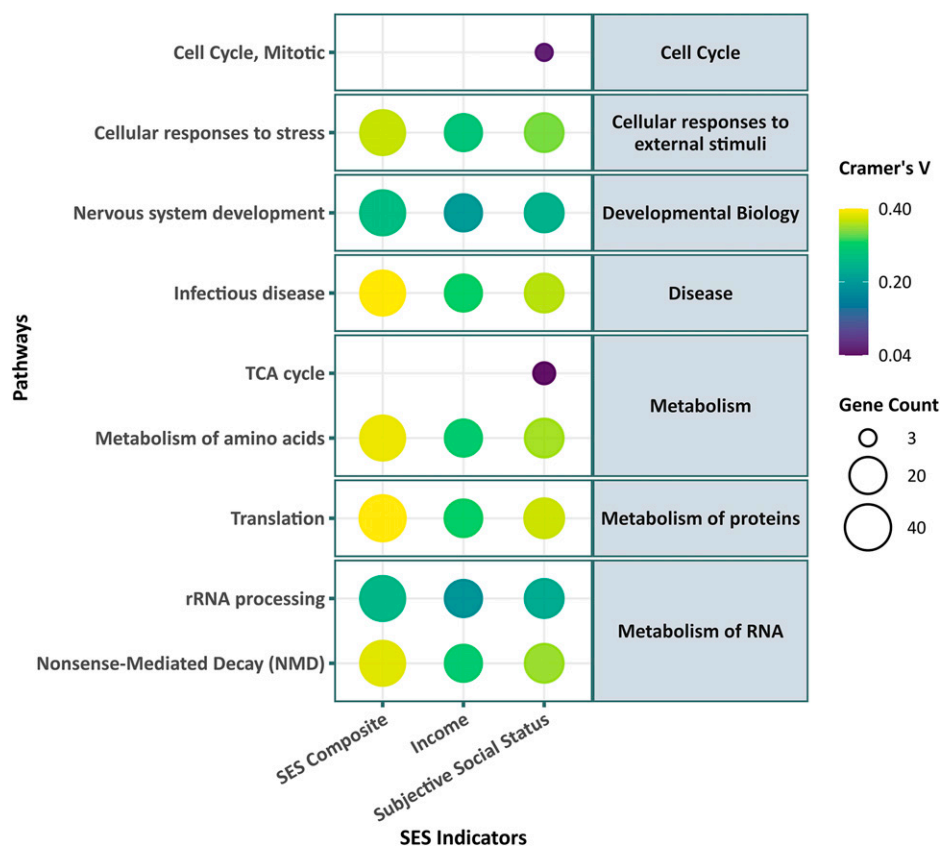 Pathways
Cell Cycle, Mitotic
Cell Cycle
Cellular responses to stress
Cellular responses to
external stimuli
Nervous system development
Developmental Biology
Infectious disease
Disease
TCA cycle
Metabolism of amino acids
Metabolism
Translation
Metabolism of proteins
rRNA processing
Nonsense-Mediated Decay (NMD)
Metabolism of RNA
SES Composite
Income
Subjective Social Status
SES Indicators
Cramer's V
0.40
0.20
0.04
Gene Count
3
20
40